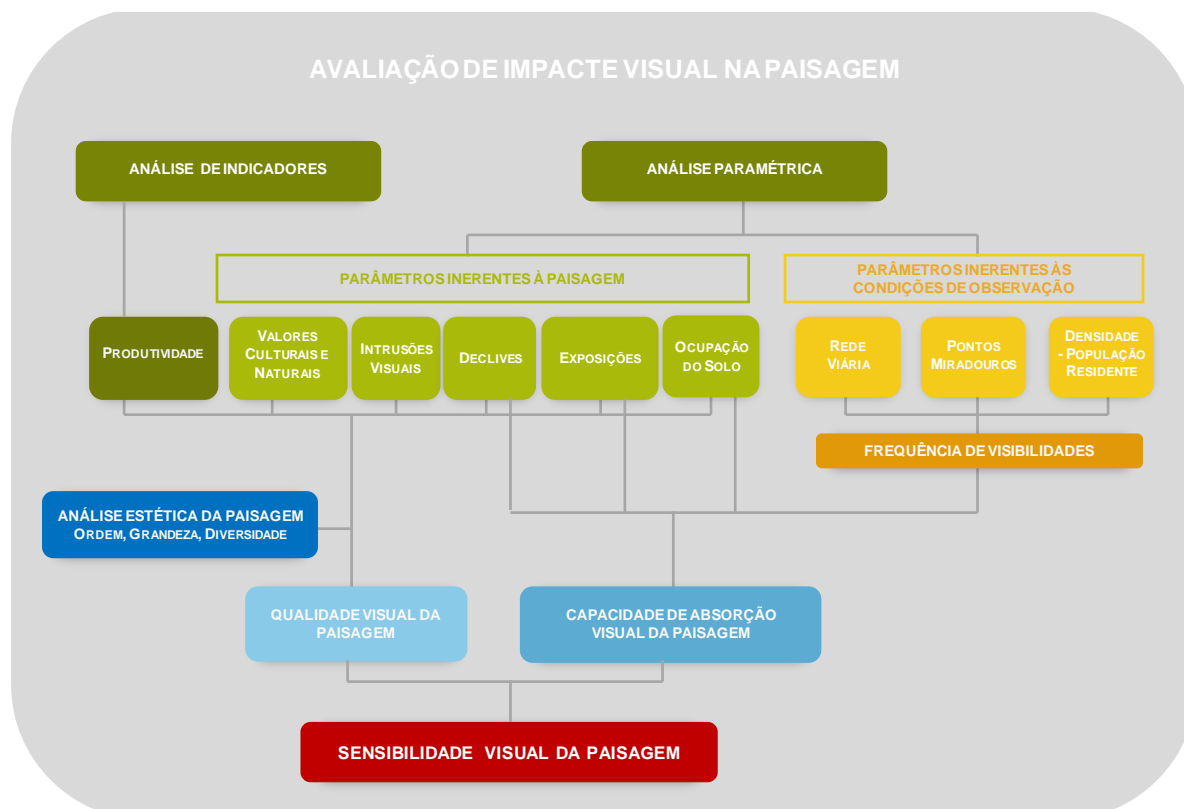 AVALIAÇÃO DE IMPACTE VISUAL NA PAISAGEM
ANÁLISE DE INDICADORES
ANÁLISE PARAMÉTRICA
PARÂMETROS INERENTES À PAISAGEM
PARÂMETROS INERENTES ÀS
CONDIÇÕES DE OBSERVAÇÃO
PRODUTIVIDADE
VALORES
CULTURAIS E
NATURAIS
INTRUSÕES
VISUAIS
DECLIVES
EXPOSIÇÕES
OCUPAÇÃO
DO SOLO
REDE
VIÁRIA
PONTOS
MIRADOUROS
DENSIDADE
- POPULAÇÃO
RESIDENTE
FREQUÊNCIA DE VISIBILIDADES
ANÁLISE ESTÉTICA DA PAISAGEM
ORDEM, GRANDEZA, DIVERSIDADE
QUALIDADE VISUAL DA
PAISAGEM
CAPACIDADE DE ABSORÇÃO
VISUAL DA PAISAGEM
SENSIBILIDADE VISUAL DA PAISAGEM